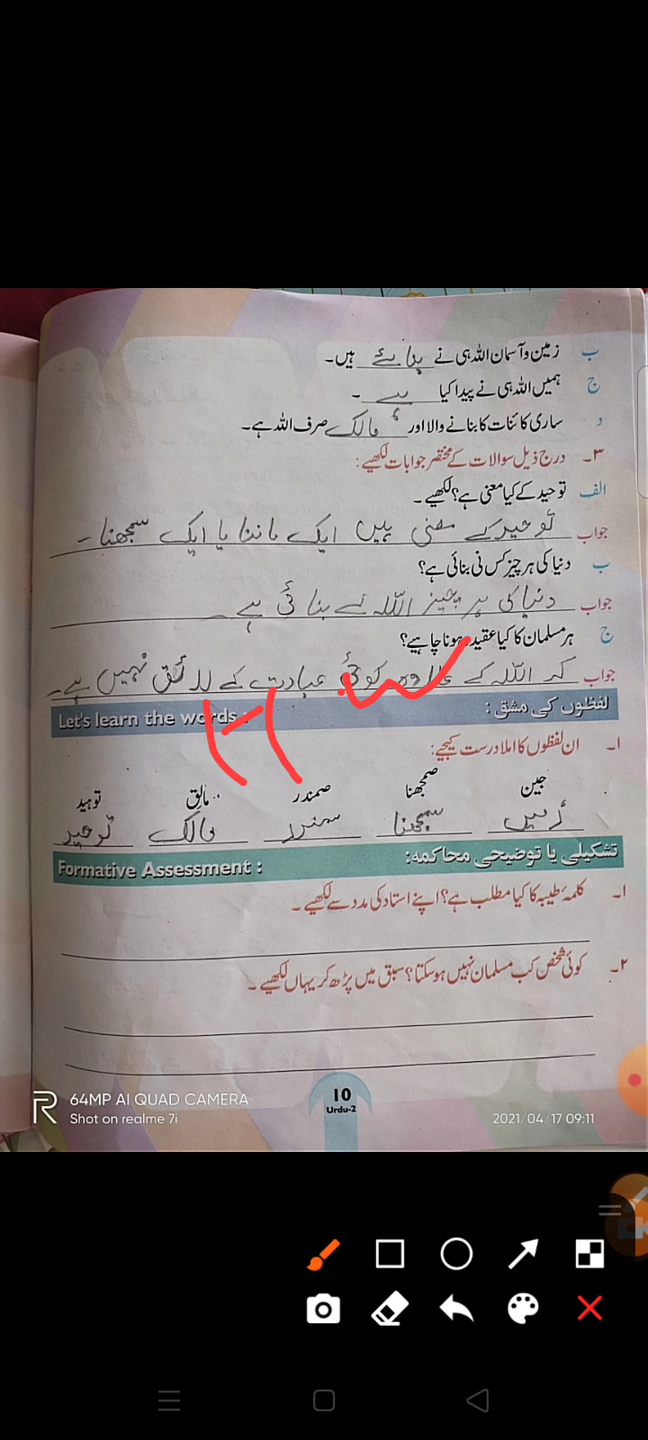 ب زمین و آسمان اللہ ہی نے بنائے ہیں۔
ج ہمیں اللہ ہی نے پیدا کیا ہے ۔
د ساری کائنات کا بنانے والا اور مالک صرف اللہ ہے۔
۳۔ درج ذیل سوالات کے مختصر جوابات لکھیے:
الف توحید کے کیا معنی ہے؟ لکھیے۔
جواب توحید کے معنی ہیں ایک ماننا یا ایک سمجھنا۔
ب دنیا کی ہر چیز کس نی بنائی ہے؟
جواب دنیا کی ہر چیز اللہ نے بنائی ہے
ج ہر مسلمان کا کیا عقیدہ ہونا چاہیے؟
جواب کہ اللہ کے علاوہ کوئی عبادت کے لائق نہیں ہے۔
H.W
Let's learn the words : لفظوں کی مشق :
۱۔ ان لفظوں کا املا درست کیجیے:
جین صمجھنا صمندر مالِق توہید
سمجھنا سمندر مالک توحید
Formative Assessment : تشکیلی یا توضیحی محاکمہ:
۱۔ کلمۂ طیبہ کا کیا مطلب ہے؟ اپنے استاد کی مدد سے لکھیے۔
۲۔ کوئی شخص کب مسلمان نہیں ہو سکتا؟ سبق میں پڑھ کر یہاں لکھیے۔
10
Urdu-2
R 64MP AI QUAD CAMERA
Shot on realme 7i 2021/04/17 09:11